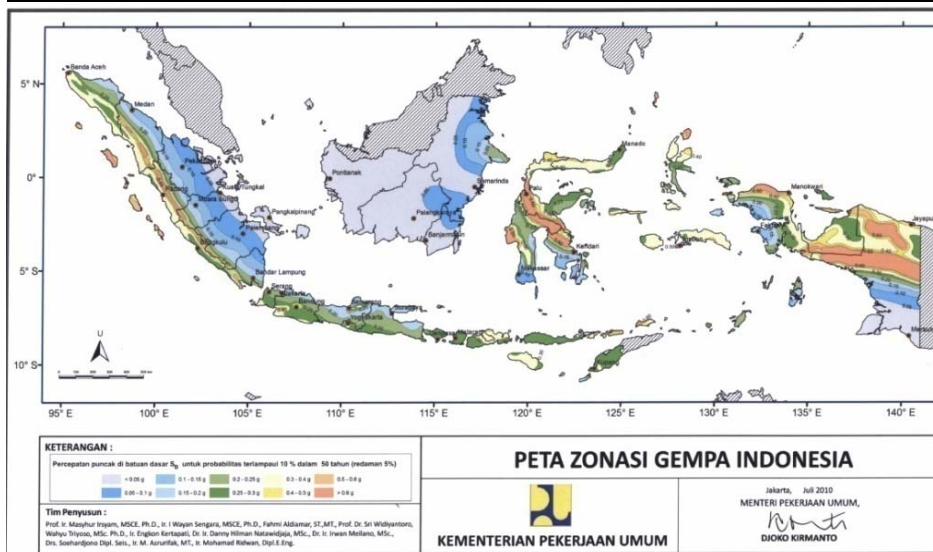 5° N
0°
5° S
10° S
Banda Aceh
Medan
Padang
Bengkulu
Pangkalpinang
Bandar Lampung
Serang
Bandung
Yogyakarta
Surabaya
Pontianak
Samarinda
Palangkaraya
Banjarmasin
Palu
Manado
Kendari
Makassar
Kupang
Manokwari
Jayapura
U
95° E
100° E
105° E
110° E
115° E
120° E
125° E
130° E
135° E
140° E
KETERANGAN :
Percepatan puncak di batuan dasar SB untuk probabilitas terlampaui 10 % dalam 50 tahun (redaman 5%)
< 0.05 g
0.1 - 0.15 g
0.2 - 0.25 g
0.3 - 0.4 g
0.5 - 0.6 g
0.05 - 0.1 g
0.15 - 0.2 g
0.25 - 0.3 g
0.4 - 0.5 g
> 0.6 g
Tim Penyusun :
Prof. Ir. Masyhur Irsyam, MSCE, Ph.D., Ir. I Wayan Sengara, MSCE, Ph.D., Fahmi Aldiamar, ST.,MT., Prof. Dr. Sri Widiyantoro,
Wahyu Triyoso, MSc. Ph.D., Ir. Engkon Kertapati, Dr. Ir. Danny Hilman Natawidjaja, MSc., Dr. Ir. Irwan Meilano, MSc.,
Drs. Soehardjono Dipl. Seis., Ir. M. Asrurifak, MT., Ir. Mohamad Ridwan, Dipl.E.Eng.
PETA ZONASI GEMPA INDONESIA
KEMENTERIAN PEKERJAAN UMUM
Jakarta, Juli 2010
MENTERI PEKERJAAN UMUM,
DJOKO KIRMANTO